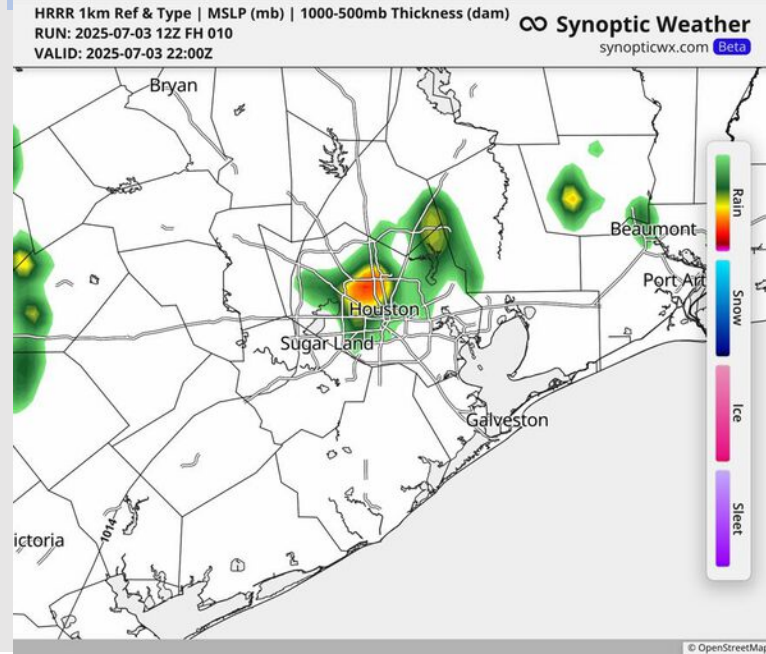 HRRR 1km Ref & Type | MSLP (mb) | 1000-500mb Thickness (dam)
RUN: 2025-07-03 12Z FH 010
VALID: 2025-07-03 22:00Z
Synoptic Weather
synopticwx.com Beta
Bryan
Rain
Beaumont
Port Art
Snow
Houston
Sugar Land
Ice
Galveston
Sleet
1014
ictoria
© OpenStreetMap